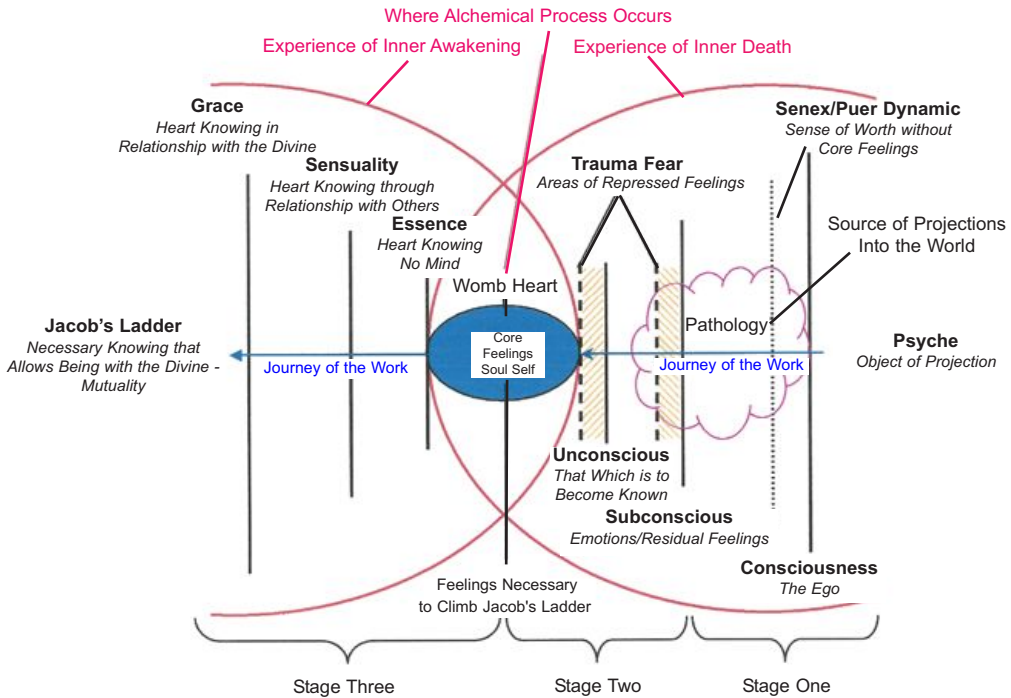 Where Alchemical Process Occurs
Experience of Inner Awakening
Experience of Inner Death
Grace
Heart Knowing in
Relationship with the Divine
Senex/Puer Dynamic
Sense of Worth without
Core Feelings
Sensuality
Heart Knowing through
Relationship with Others
Trauma Fear
Areas of Repressed Feelings
Essence
Heart Knowing
No Mind
Source of Projections
Into the World
Womb Heart
Jacob's Ladder
Necessary Knowing that
Allows Being with the Divine -
Mutuality
Journey of the Work
Core
Feelings
Soul Self
Pathology
Journey of the Work
Psyche
Object of Projection
Unconscious
That Which is to
Become Known
Subconscious
Emotions/Residual Feelings
Consciousness
The Ego
Feelings Necessary
to Climb Jacob's Ladder
Stage Three
Stage Two
Stage One